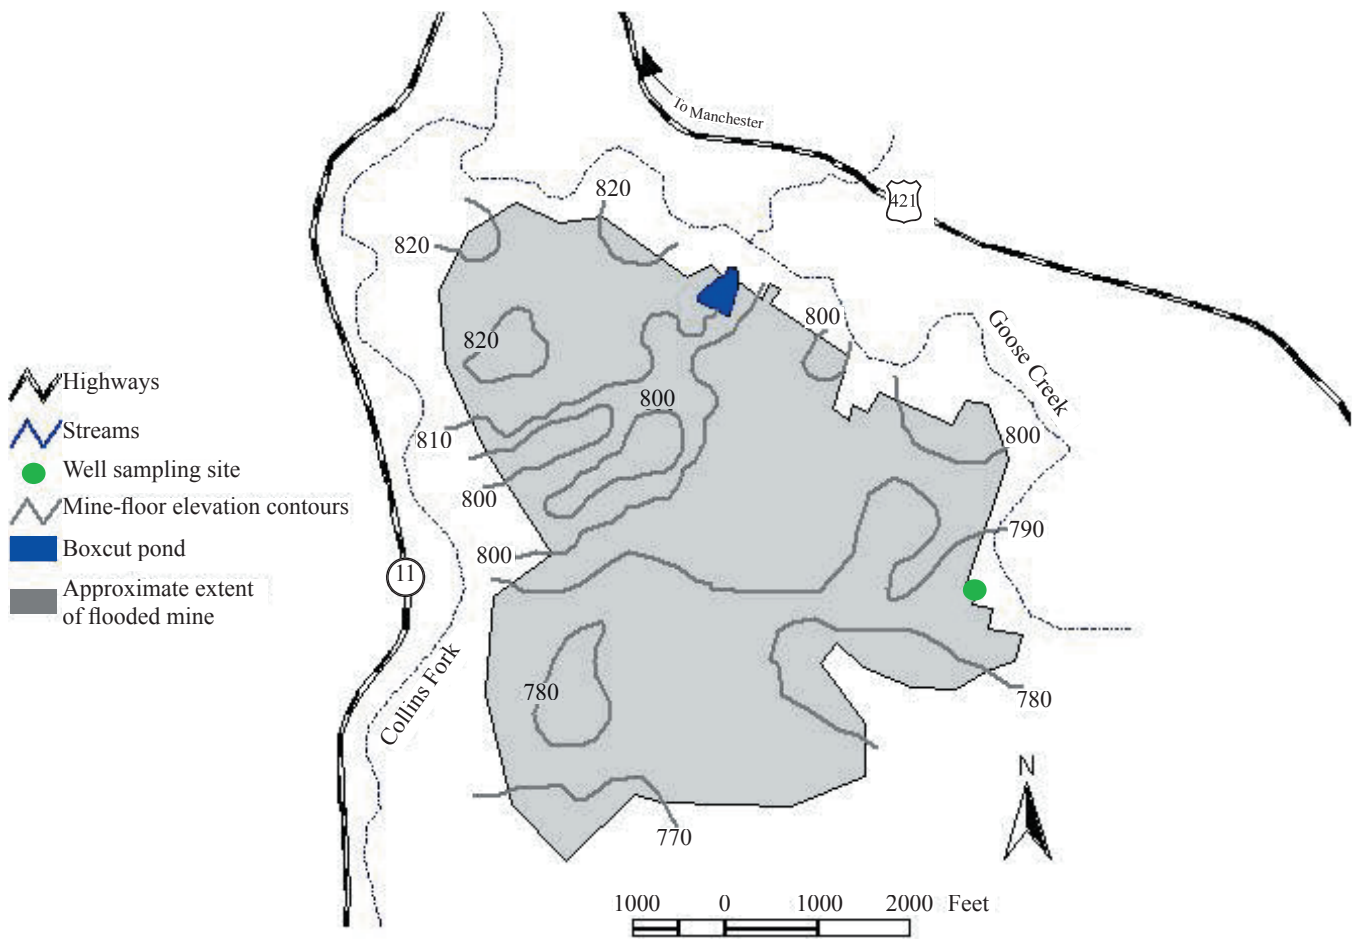 To Manchester
421
820
820
820
800
Goose Creek
800
810
800
800
800
790
11
Collins Fork
780
780
770
Highways
Streams
Well sampling site
Mine-floor elevation contours
Boxcut pond
Approximate extent
of flooded mine
N
1000 0 1000 2000 Feet